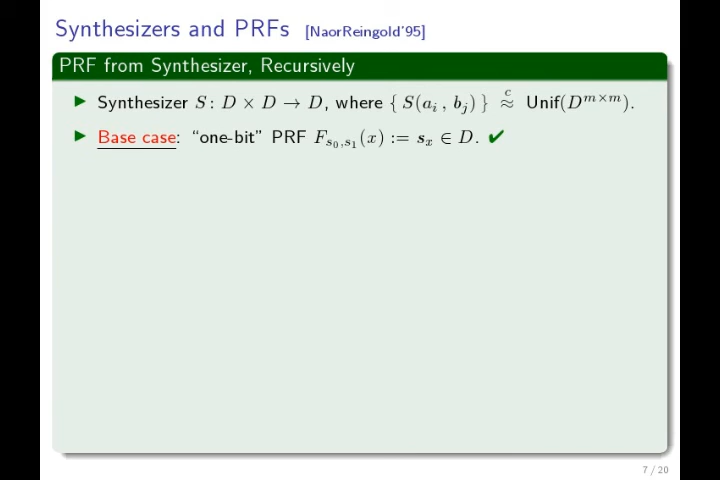 Synthesizers and PRFs [NaorReingold'95]
PRF from Synthesizer, Recursively
▶ Synthesizer S: D × D → D, where { S(a_i , b_j) } ≈^c Unif(D^{m×m}).
▶ Base case: “one-bit” PRF F_{s_0,s_1}(x) := s_x ∈ D. ✔
7 / 20